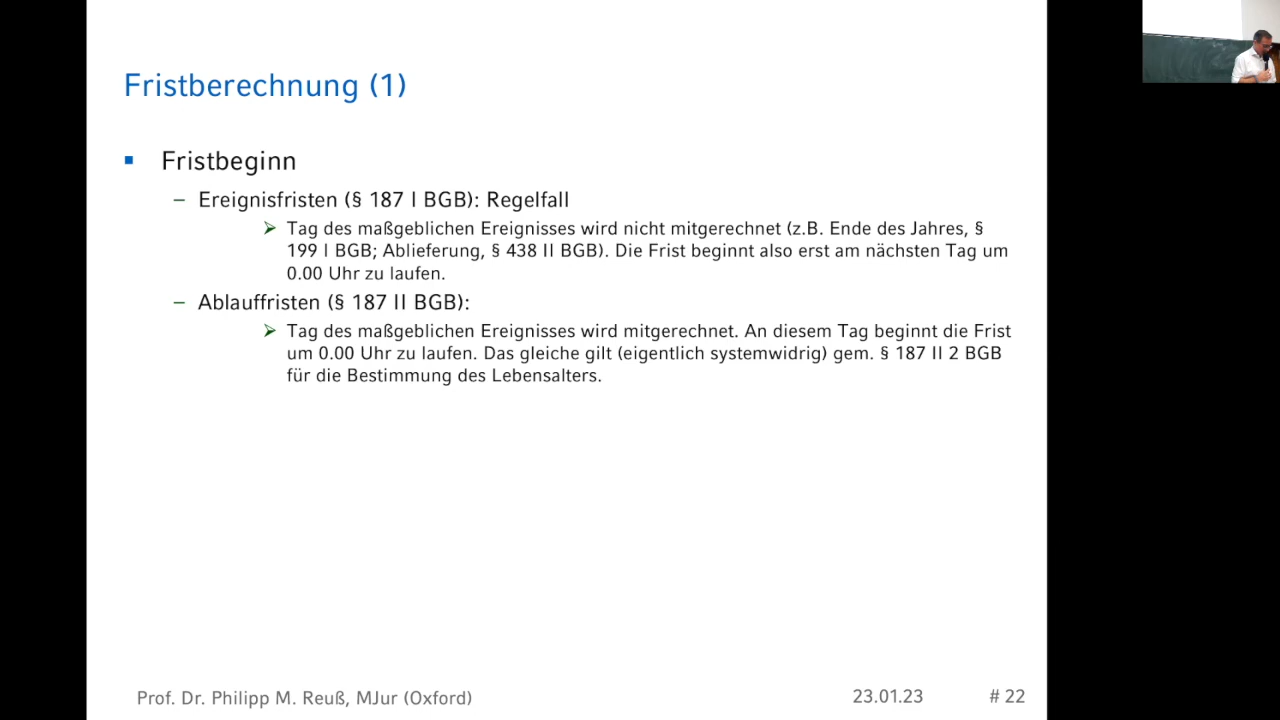 Fristberechnung (1)
▪ Fristbeginn
– Ereignisfristen (§ 187 I BGB): Regelfall
➢ Tag des maßgeblichen Ereignisses wird nicht mitgerechnet (z.B. Ende des Jahres, §
199 I BGB; Ablieferung, § 438 II BGB). Die Frist beginnt also erst am nächsten Tag um
0.00 Uhr zu laufen.
– Ablauffristen (§ 187 II BGB):
➢ Tag des maßgeblichen Ereignisses wird mitgerechnet. An diesem Tag beginnt die Frist
um 0.00 Uhr zu laufen. Das gleiche gilt (eigentlich systemwidrig) gem. § 187 II 2 BGB
für die Bestimmung des Lebensalters.
Prof. Dr. Philipp M. Reuß, MJur (Oxford) 23.01.23 # 22